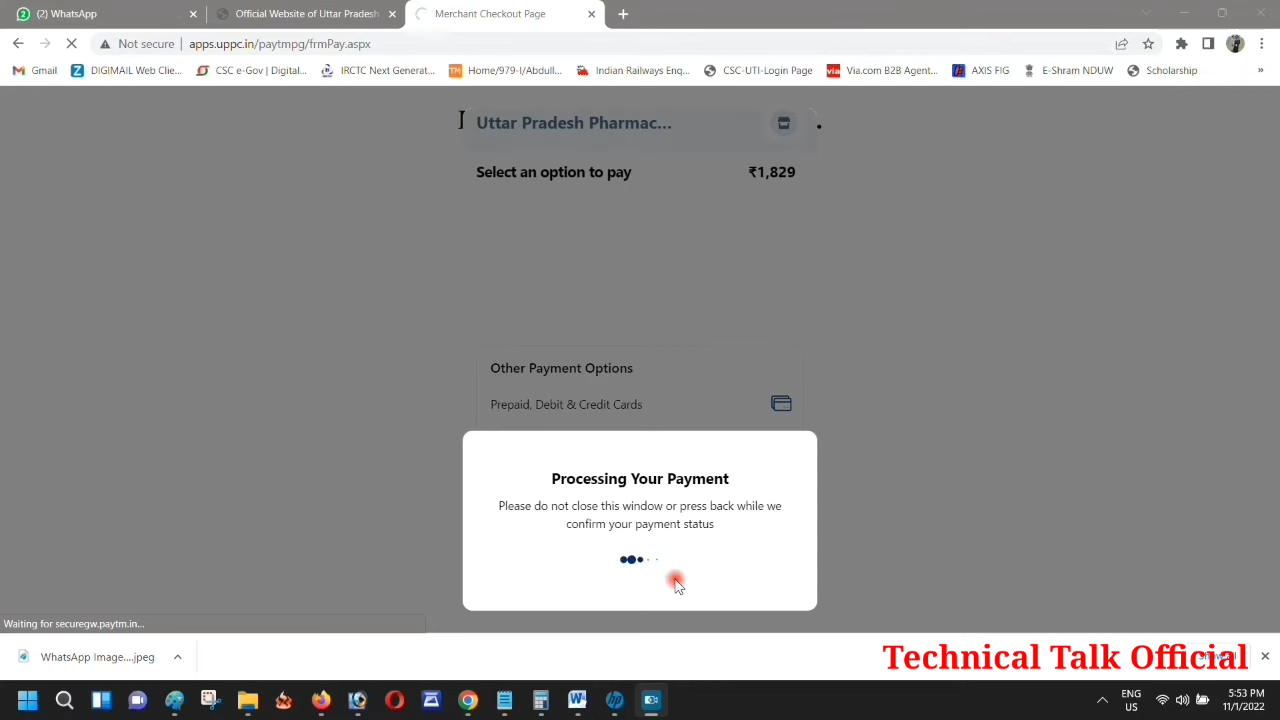 (2) WhatsApp
Official Website of Uttar Pradesh
Merchant Checkout Page
Not secure apps.uppc.in/paytmpg/frmPay.aspx
Gmail DIGIMAIL Web Clie... CSC e-Gov | Digital... IRCTC Next Generat... Home/979-I/Abdull... Indian Railways Enq... CSC-UTI-Login Page Via.com B2B Agent... AXIS FIG E-Shram NDUW Scholarship »
Uttar Pradesh Pharmac...
Select an option to pay ₹1,829
Other Payment Options
Prepaid, Debit & Credit Cards
Processing Your Payment
Please do not close this window or press back while we
confirm your payment status
Waiting for securegw.paytm.in...
WhatsApp Image....jpeg
Technical Talk Official
ENG
US
5:53 PM
11/1/2022